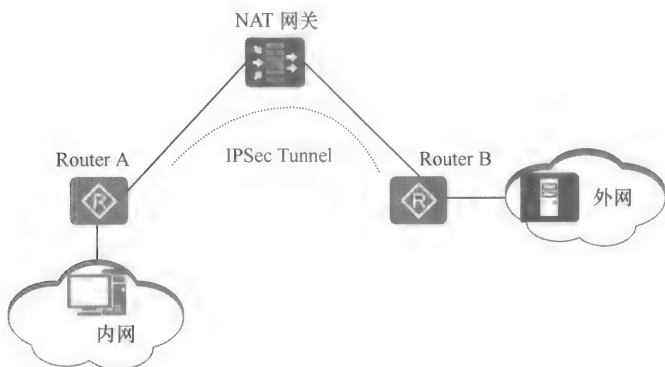 NAT 网关
IPSec Tunnel
Router A
Router B
R
R
外网
内网